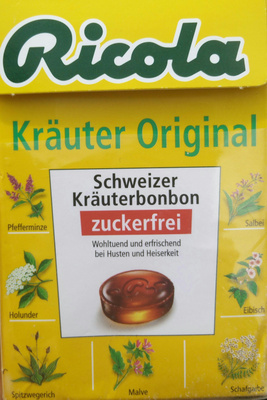 Ricola
Kräuter Original
Schweizer
Kräuterbonbon
zuckerfrei
Wohltuend und erfrischend
bei Husten und Heiserkeit
Pfefferminze
Salbei
Holunder
Eibisch
Spitzwegerich
Malve
Schafgarbe